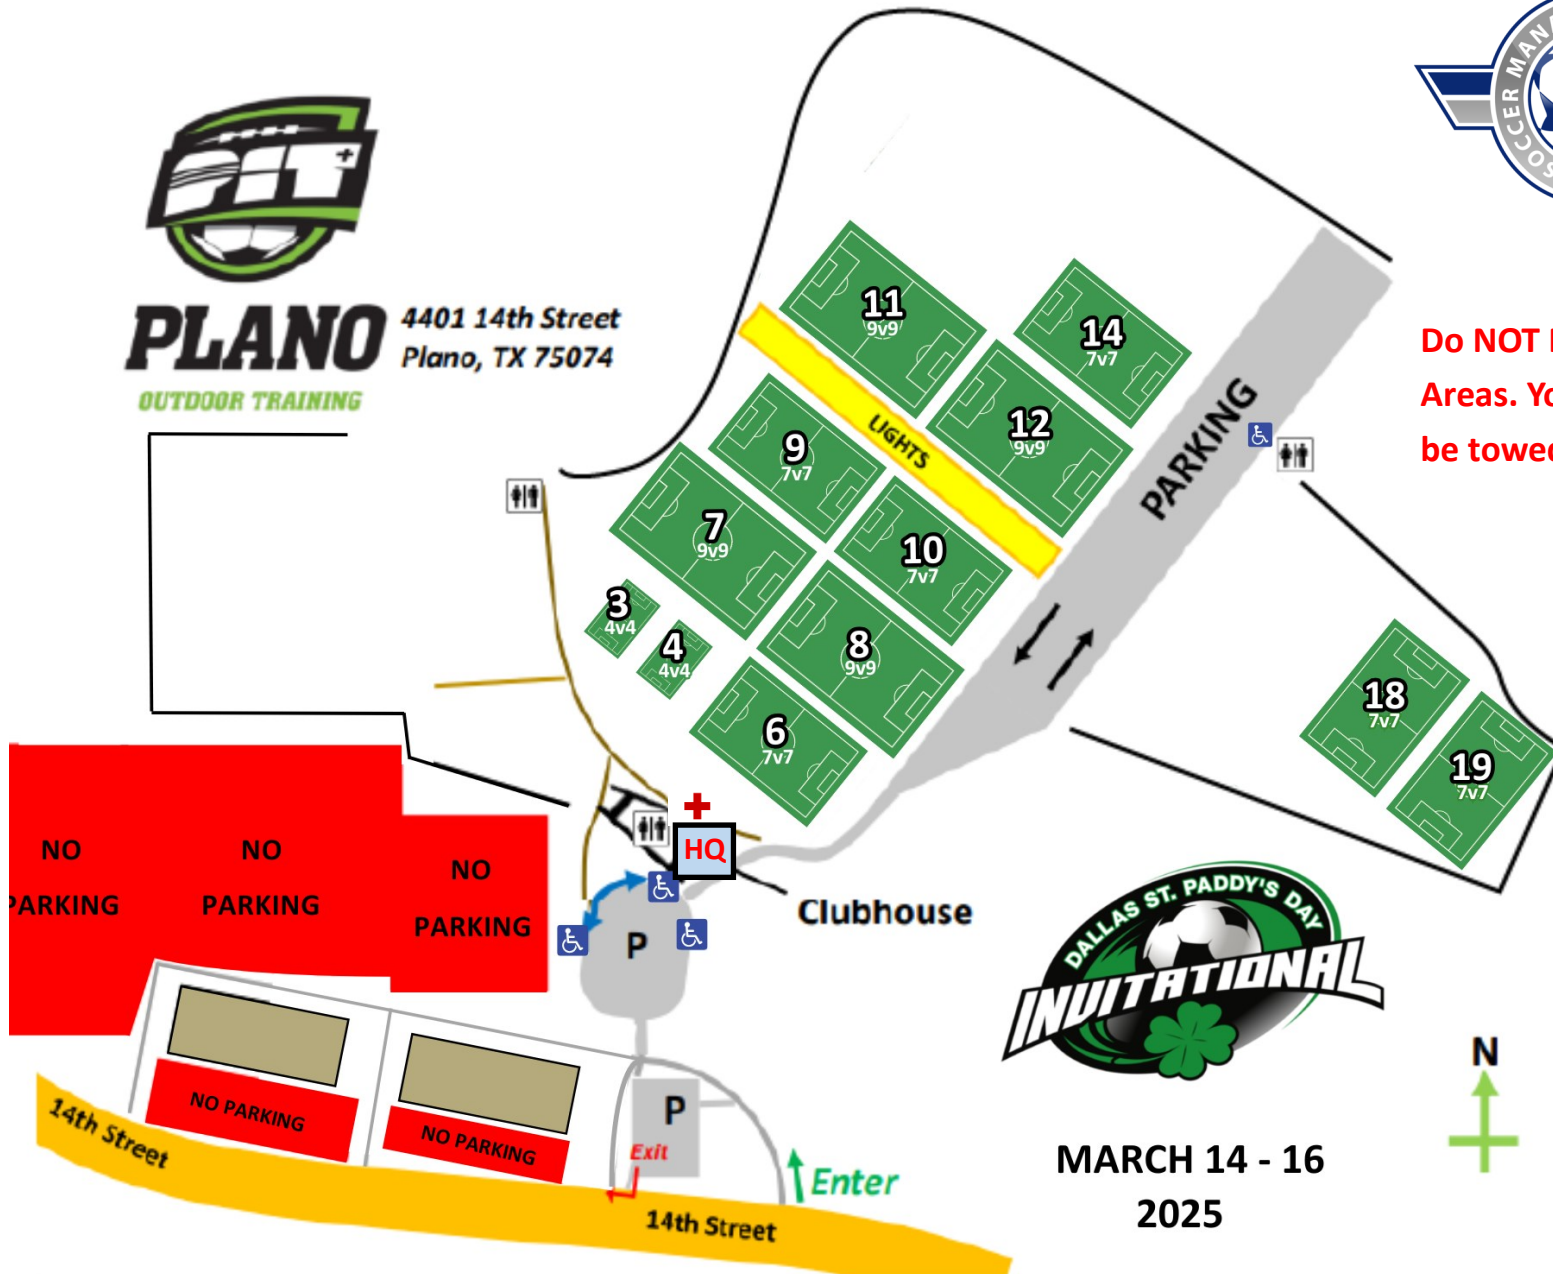 PIT+
PLANO
OUTDOOR TRAINING
4401 14th Street
Plano, TX 75074
SOCCER
Do NOT
Areas.
be
11
9v9
14
7v7
12
9v9
LIGHTS
PARKING
9
7v7
7
9v9
10
7v7
3
4v4
4
4v4
8
9v9
6
7v7
18
7v7
19
7v7
HQ
Clubhouse
P
NO
PARKING
NO
PARKING
NO
PARKING
NO PARKING
NO PARKING
14th Street
14th Street
P
Exit
Enter
DALLAS ST. PADDY'S DAY
INVITATIONAL
MARCH 14 - 16
2025
N